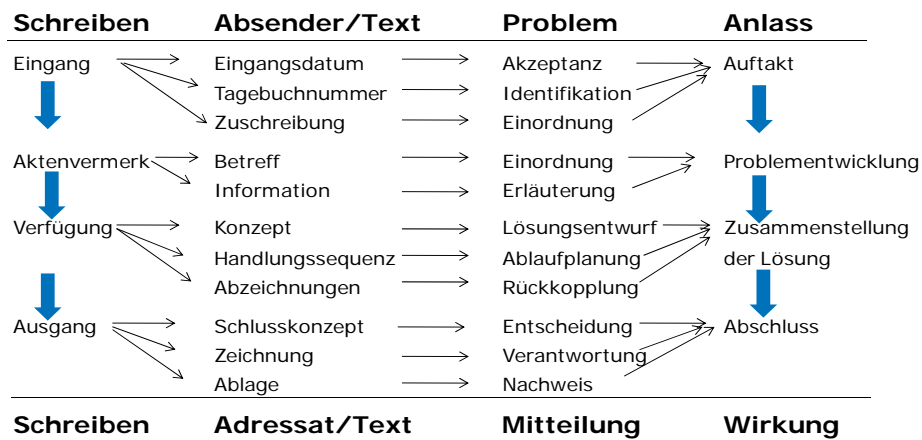 Schreiben Absender/Text Problem Anlass
Eingang Eingangsdatum Akzeptanz Auftakt
Tagebuchnummer Identifikation
Zuschreibung Einordnung
Aktenvermerk Betreff Einordnung Problementwicklung
Information Erläuterung
Verfügung Konzept Lösungsentwurf Zusammenstellung
Handlungssequenz Ablaufplanung der Lösung
Abzeichnungen Rückkopplung
Ausgang Schlusskonzept Entscheidung Abschluss
Zeichnung Verantwortung
Ablage Nachweis
Schreiben Adressat/Text Mitteilung Wirkung